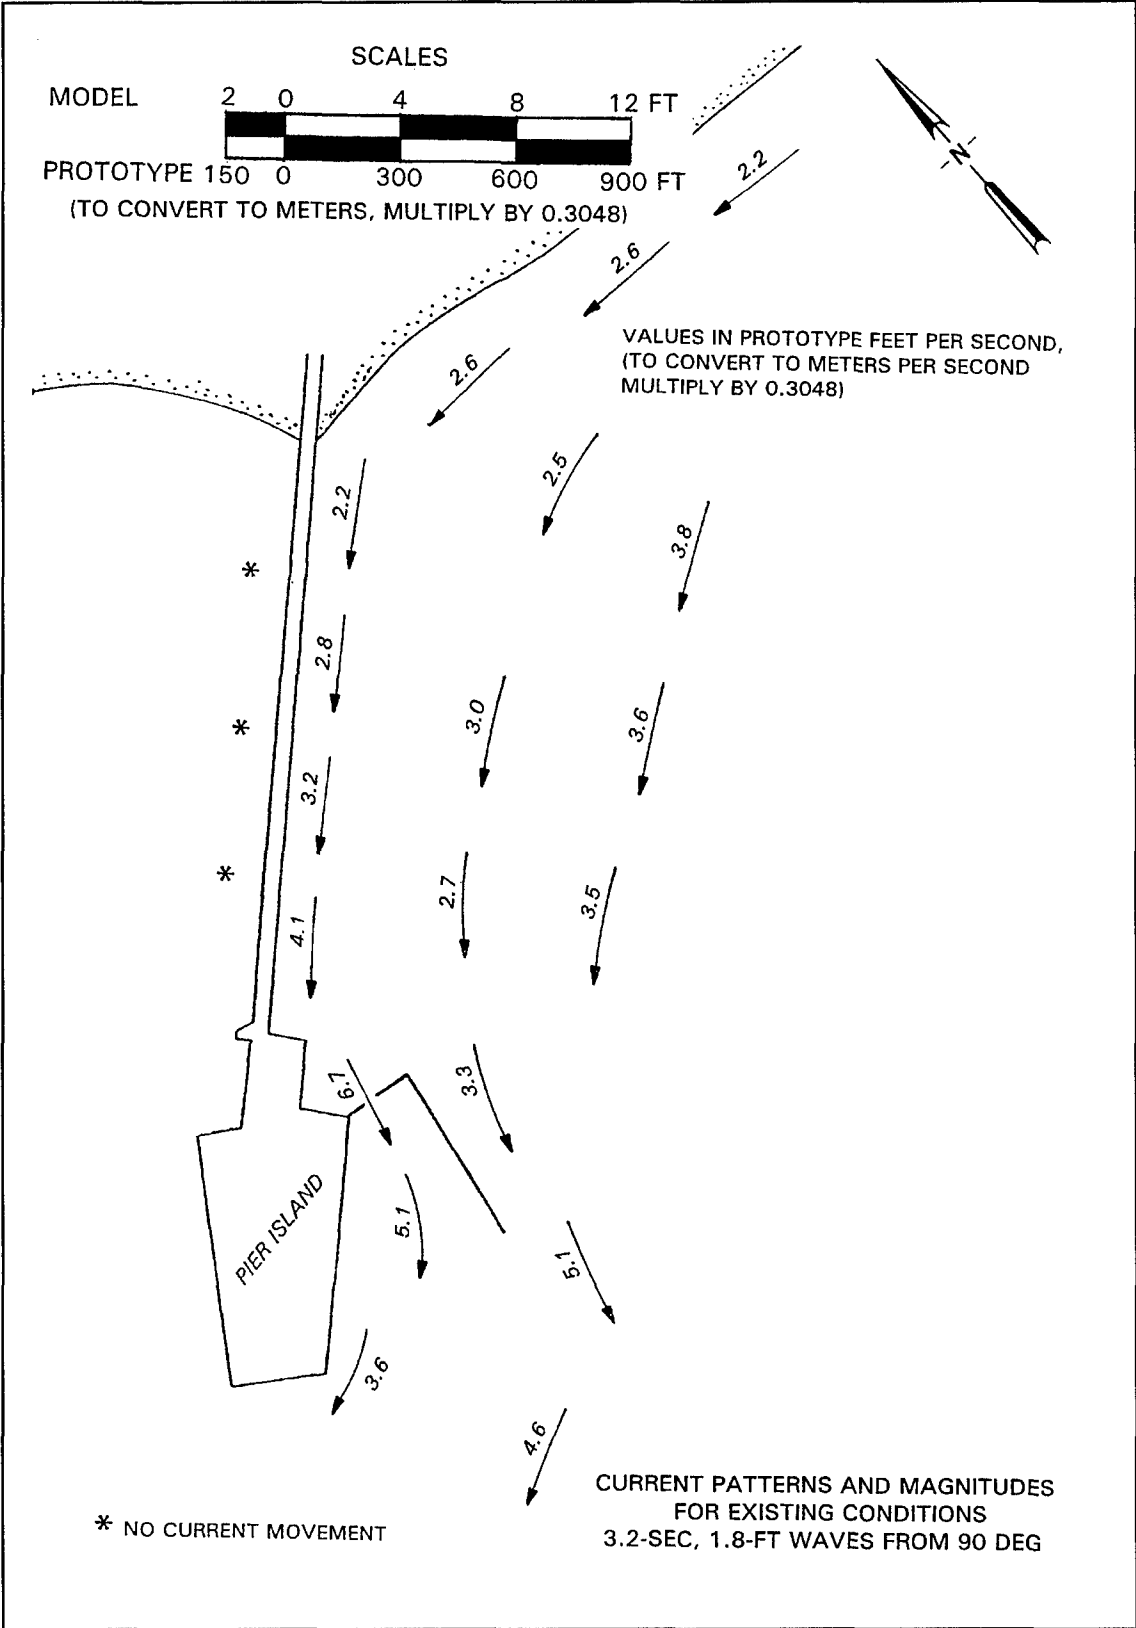 SCALES
MODEL 2 0 4 8 12 FT
PROTOTYPE 150 0 300 600 900 FT
(TO CONVERT TO METERS, MULTIPLY BY 0.3048)
N
2.2
2.6
VALUES IN PROTOTYPE FEET PER SECOND,
(TO CONVERT TO METERS PER SECOND
MULTIPLY BY 0.3048)
2.6
2.5
2.2
3.8
*
2.8
3.0
3.6
*
3.2
*
2.7
3.5
4.1
6.7
3.3
PIER ISLAND
5.1
5.1
3.6
4.6
CURRENT PATTERNS AND MAGNITUDES
FOR EXISTING CONDITIONS
3.2-SEC, 1.8-FT WAVES FROM 90 DEG
* NO CURRENT MOVEMENT